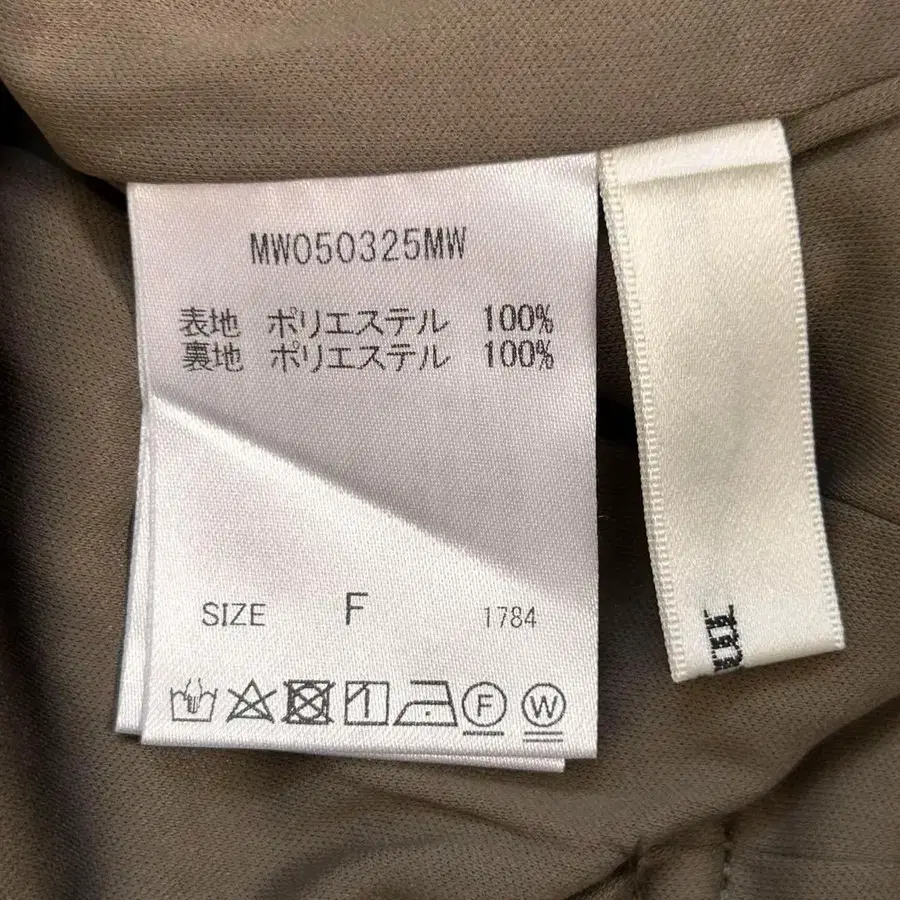 MW050325MW
表地 ポリエステル 100%
裏地 ポリエステル 100%
SIZE F 1784
F W